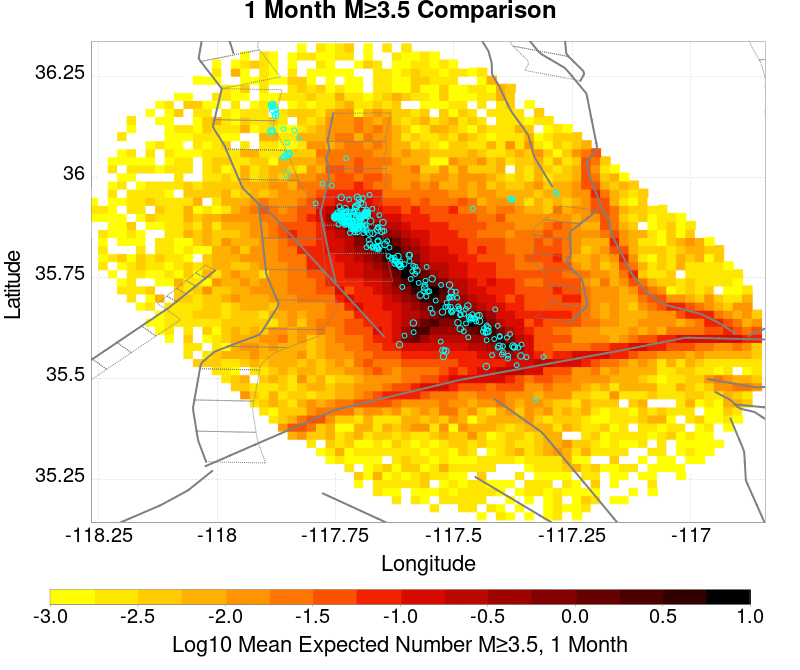 1 Month M≥3.5 Comparison
36.25
36
35.75
35.5
35.25
Latitude
-118.25 -118 -117.75 -117.5 -117.25 -117
Longitude
-3.0 -2.5 -2.0 -1.5 -1.0 -0.5 0.0 0.5 1.0
Log10 Mean Expected Number M≥3.5, 1 Month